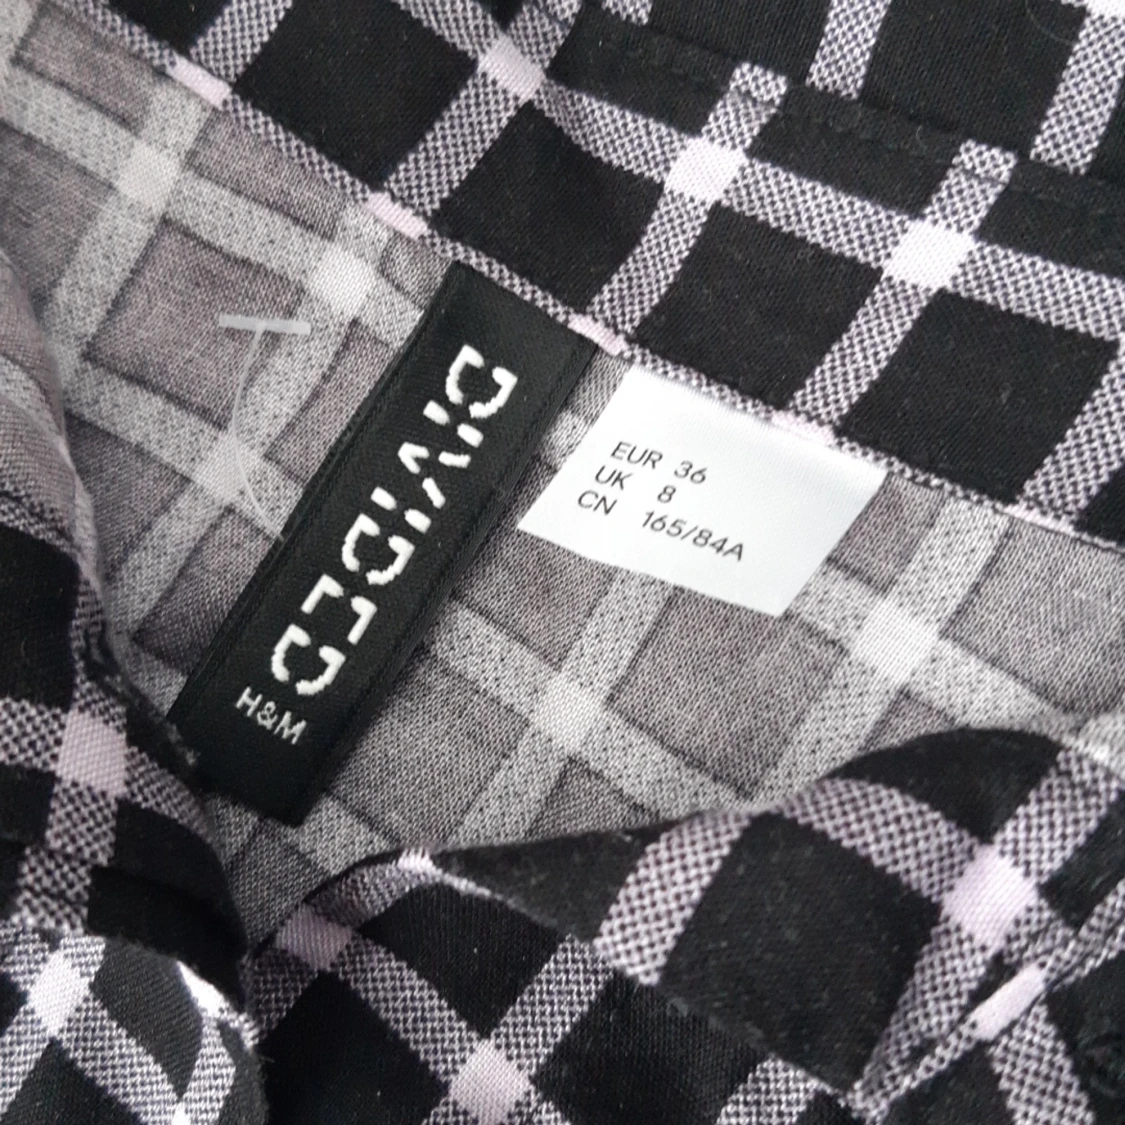 DIVIDED
H&M
EUR 36
UK 8
CN 165/84A